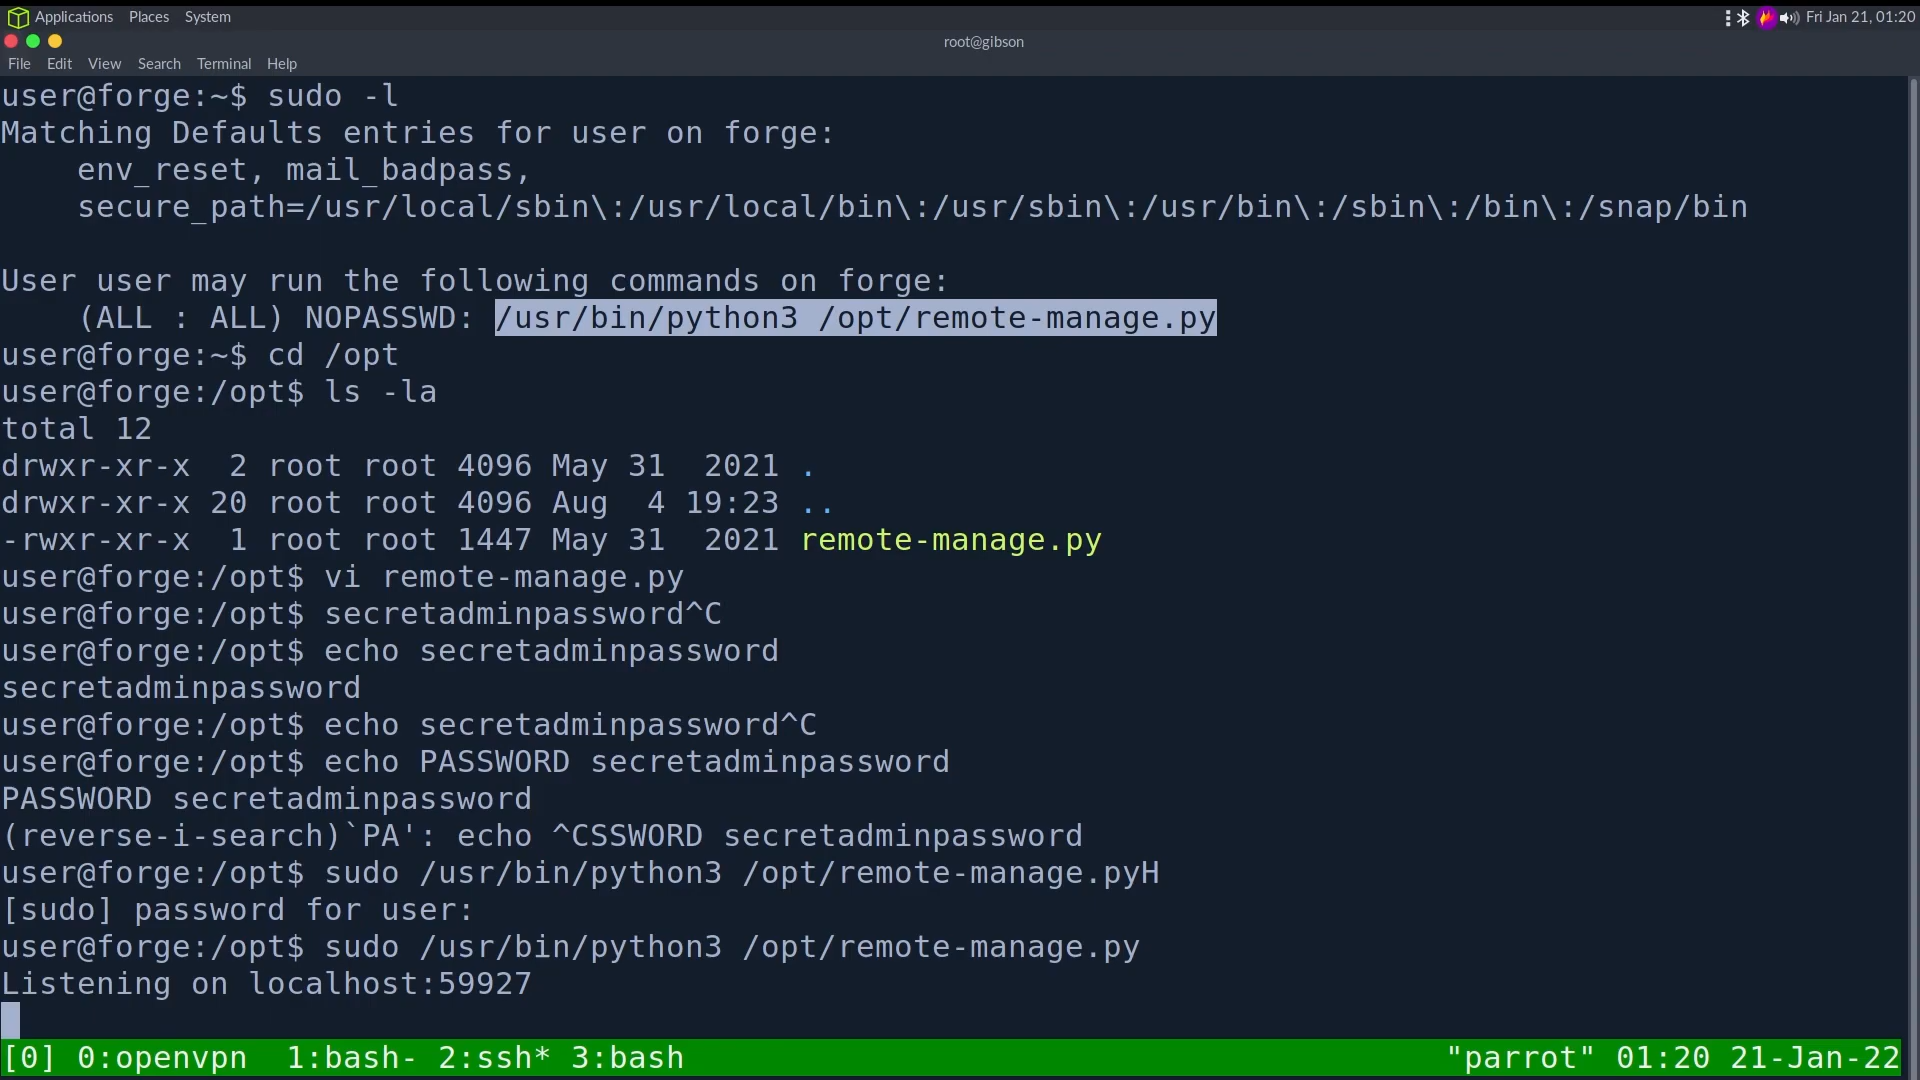 Applications Places System
Fri Jan 21, 01:20
root@gibson
File Edit View Search Terminal Help
user@forge:~$ sudo -l
Matching Defaults entries for user on forge:
    env_reset, mail_badpass,
    secure_path=/usr/local/sbin\:/usr/local/bin\:/usr/sbin\:/usr/bin\:/sbin\:/bin\:/snap/bin

User user may run the following commands on forge:
    (ALL : ALL) NOPASSWD: /usr/bin/python3 /opt/remote-manage.py
user@forge:~$ cd /opt
user@forge:/opt$ ls -la
total 12
drwxr-xr-x  2 root root 4096 May 31  2021 .
drwxr-xr-x 20 root root 4096 Aug  4 19:23 ..
-rwxr-xr-x  1 root root 1447 May 31  2021 remote-manage.py
user@forge:/opt$ vi remote-manage.py
user@forge:/opt$ secretadminpassword^C
user@forge:/opt$ echo secretadminpassword
secretadminpassword
user@forge:/opt$ echo secretadminpassword^C
user@forge:/opt$ echo PASSWORD secretadminpassword
PASSWORD secretadminpassword
(reverse-i-search)`PA': echo ^CSSWORD secretadminpassword
user@forge:/opt$ sudo /usr/bin/python3 /opt/remote-manage.pyH
[sudo] password for user:
user@forge:/opt$ sudo /usr/bin/python3 /opt/remote-manage.py
Listening on localhost:59927
[0] 0:openvpn  1:bash- 2:ssh* 3:bash "parrot" 01:20 21-Jan-22